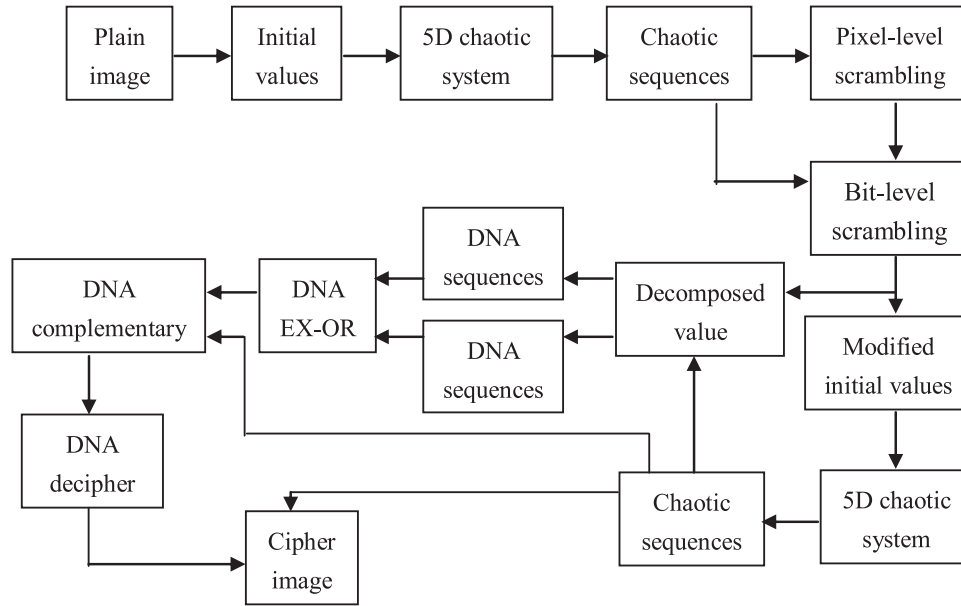 Plain
image
Initial
values
5D chaotic
system
Chaotic
sequences
Pixel-level
scrambling
Bit-level
scrambling
DNA
sequences
DNA
complementary
DNA
EX-OR
Decomposed
value
DNA
sequences
Modified
initial values
DNA
decipher
Chaotic
sequences
5D chaotic
system
Cipher
image